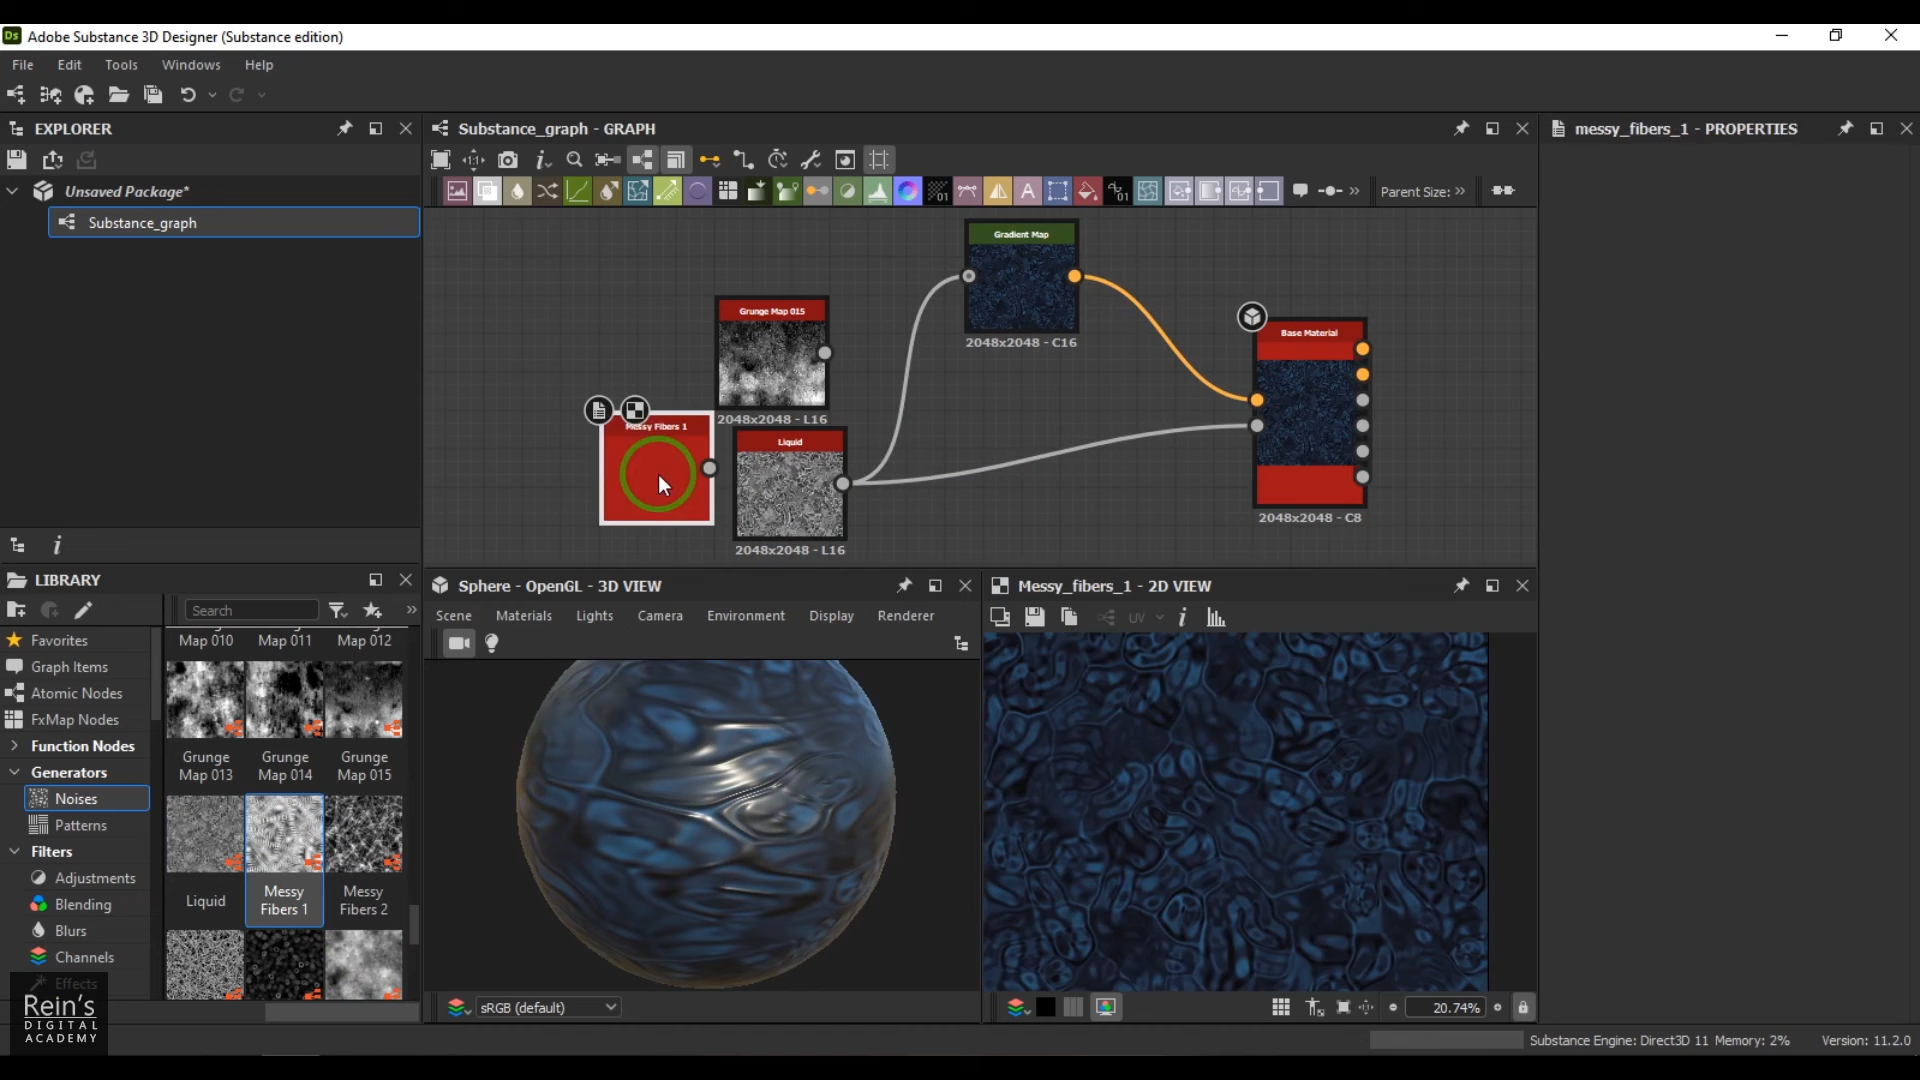 Ds Adobe Substance 3D Designer (Substance edition)
File Edit Tools Windows Help
EXPLORER
Unsaved Package*
Substance_graph
Substance_graph - GRAPH
Parent Size: »
messy_fibers_1 - PROPERTIES
Gradient Map
2048x2048 - C16
Grunge Map 015
2048x2048 - L16
Messy Fibers 1
Liquid
2048x2048 - L16
Base Material
2048x2048 - C8
LIBRARY
Search
Favorites
Graph Items
Atomic Nodes
FxMap Nodes
Function Nodes
Generators
Noises
Patterns
Filters
Adjustments
Blending
Blurs
Channels
Effects
Map 010 Map 011 Map 012
Grunge Map 013
Grunge Map 014
Grunge Map 015
Liquid
Messy Fibers 1
Messy Fibers 2
Sphere - OpenGL - 3D VIEW
Scene Materials Lights Camera Environment Display Renderer
sRGB (default)
Messy_fibers_1 - 2D VIEW
UV
20.74%
Substance Engine: Direct3D 11 Memory: 2% Version: 11.2.0
Rein's
DIGITAL
ACADEMY